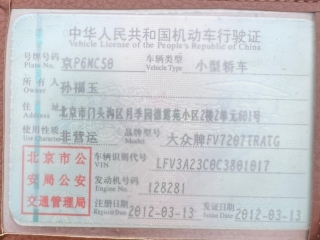 中华人民共和国机动车行驶证
Vehicle License of the People's Republic of China
号牌号码 京P6MC50 车辆类型 小型轿车
Plate No. Vehicle Type
所有人 孙福玉
Owner
住址 北京市门头沟区月季园德露苑小区2楼2单元601号
Address
使用性质 非营运 品牌型号 大众牌FV7207TRATG
Use Character Model
北京市公安局公安交通管理局
车辆识别代号 LFV3A23C0C3801017
VIN
发动机号码 128281
Engine No.
注册日期 2012-03-13 发证日期 2012-03-13
Register Date Issue Date